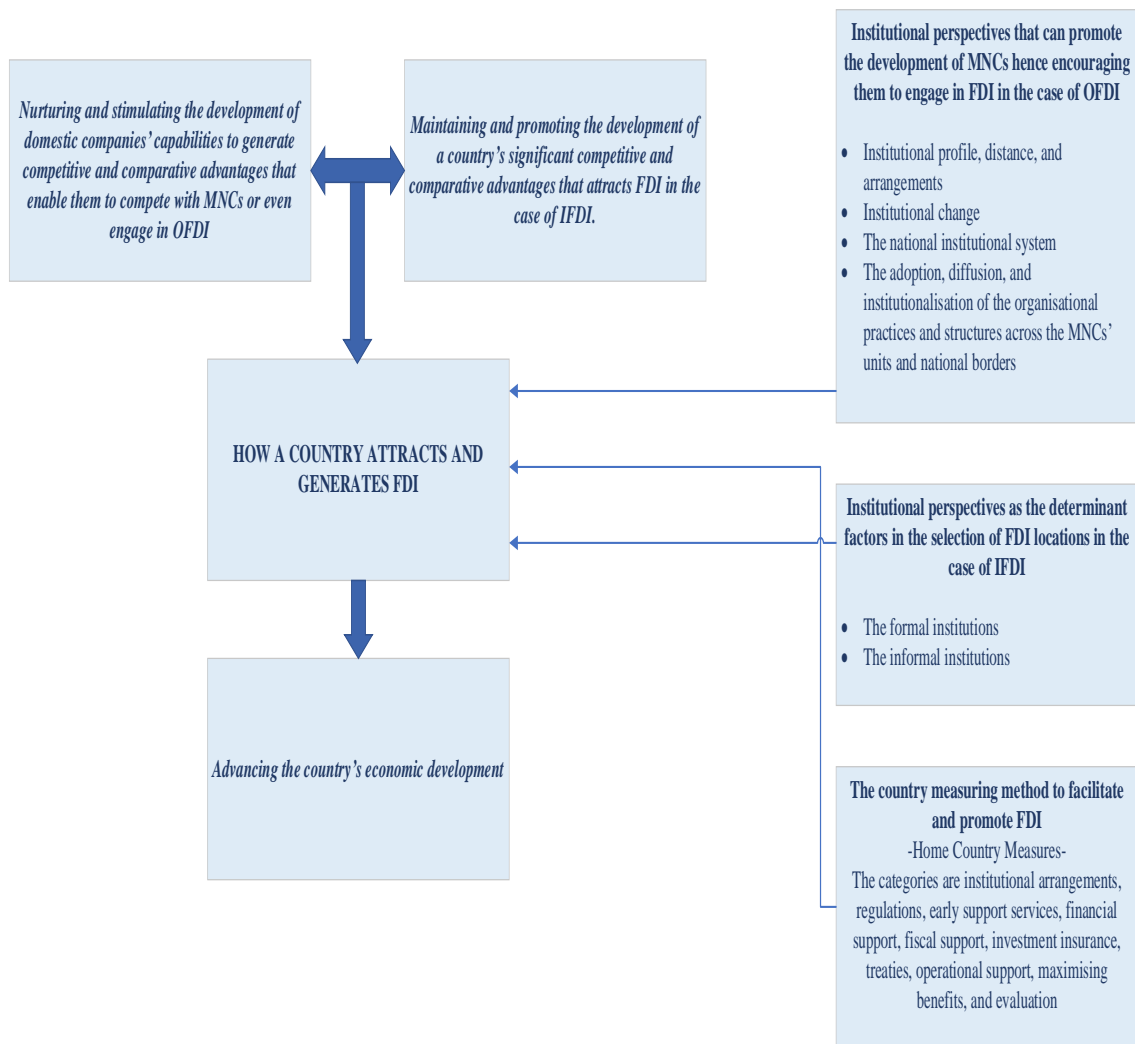 Nurturing and stimulating the development of
domestic companies' capabilities to generate
competitive and comparative advantages that
enable them to compete with MNCs or even
engage in OFDI
Maintaining and promoting the development of
a country's significant competitive and
comparative advantages that attracts FDI in the
case of IFDI.
Institutional perspectives that can promote
the development of MNCs hence encouraging
them to engage in FDI in the case of OFDI
• Institutional profile, distance, and
arrangements
• Institutional change
• The national institutional system
• The adoption, diffusion, and
institutionalisation of the organisational
practices and structures across the MNCs'
units and national borders
HOW A COUNTRY ATTRACTS AND
GENERATES FDI
Institutional perspectives as the determinant
factors in the selection of FDI locations in the
case of IFDI
• The formal institutions
• The informal institutions
Advancing the country's economic development
The country measuring method to facilitate
and promote FDI
-Home Country Measures-
The categories are institutional arrangements,
regulations, early support services, financial
support, fiscal support, investment insurance,
treaties, operational support, maximising
benefits, and evaluation